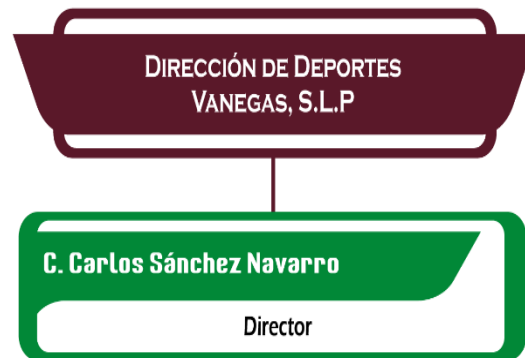 DIRECCIÓN DE DEPORTES
VANEGAS, S.L.P
C. Carlos Sánchez Navarro
Director